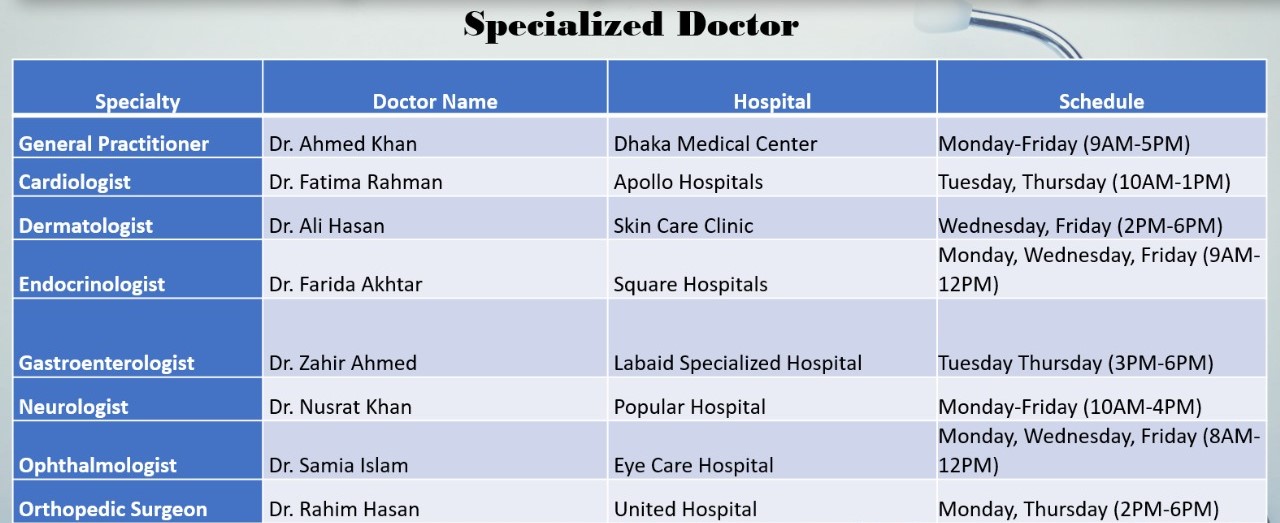 Specialized Doctor
Specialty Doctor Name Hospital Schedule
General Practitioner Dr. Ahmed Khan Dhaka Medical Center Monday-Friday (9AM-5PM)
Cardiologist Dr. Fatima Rahman Apollo Hospitals Tuesday, Thursday (10AM-1PM)
Dermatologist Dr. Ali Hasan Skin Care Clinic Wednesday, Friday (2PM-6PM)
Monday, Wednesday, Friday (9AM-
Endocrinologist Dr. Farida Akhtar Square Hospitals 12PM)
Gastroenterologist Dr. Zahir Ahmed Labaid Specialized Hospital Tuesday Thursday (3PM-6PM)
Neurologist Dr. Nusrat Khan Popular Hospital Monday-Friday (10AM-4PM)
Monday, Wednesday, Friday (8AM-
Ophthalmologist Dr. Samia Islam Eye Care Hospital 12PM)
Orthopedic Surgeon Dr. Rahim Hasan United Hospital Monday, Thursday (2PM-6PM)